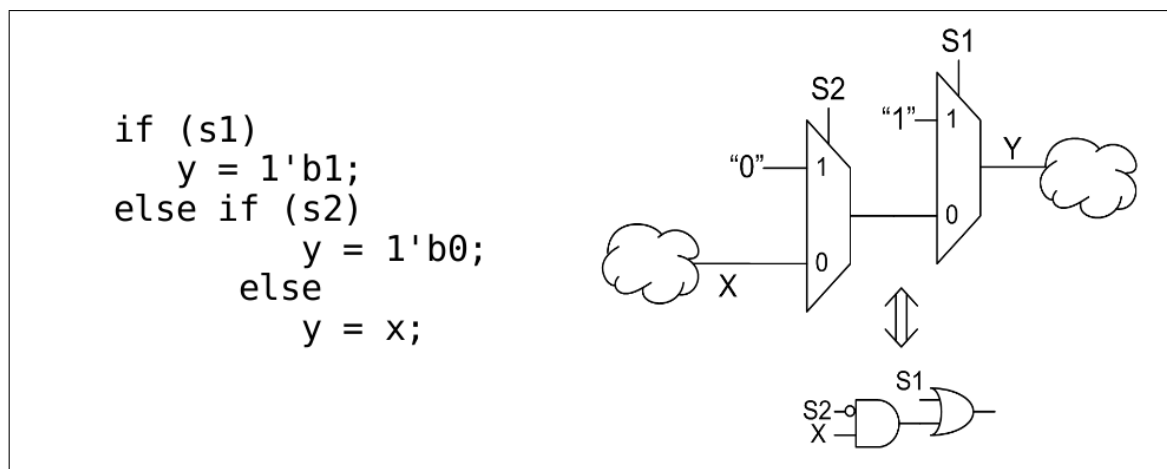 if (s1)
y = 1'b1;
else if (s2)
y = 1'b0;
else
y = x;
S1
S2
“1”
1
“0”
1
Y
0
0
X
S1
S2
X